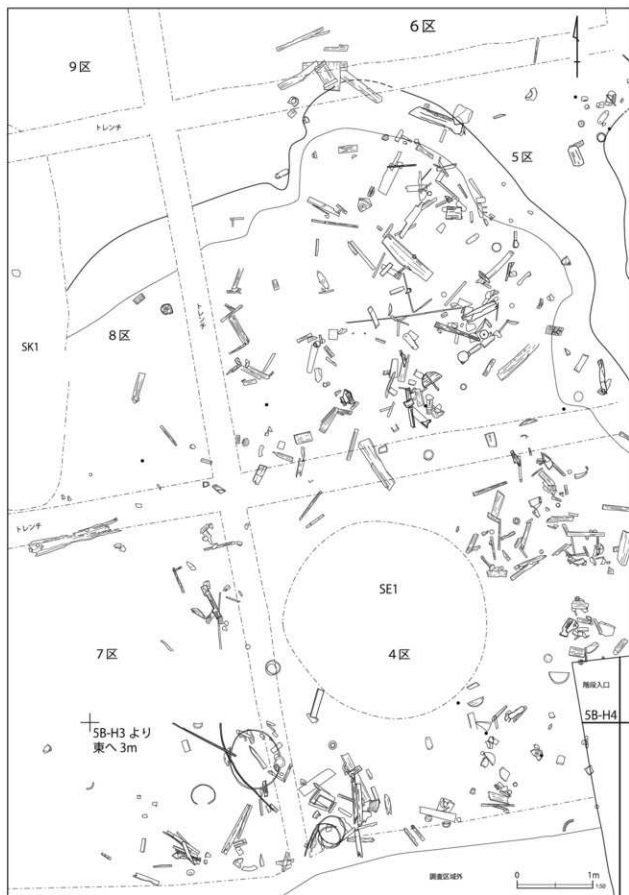 6区
9区
トレンチ
5区
トレンチ
8区
SK1
トレンチ
SE1
4区
7区
階段入口
5B-H4
5B-H3 より
東へ 3m
調査区域外
0 1m
1:50